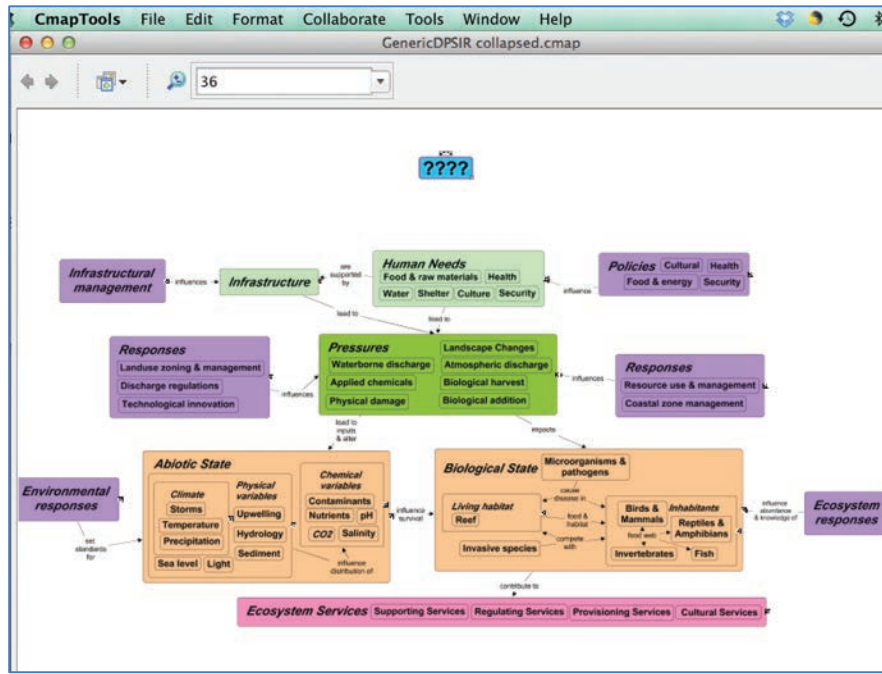 CmapTools File Edit Format Collaborate Tools Window Help
GenericDPSIR collapsed.cmap
36
????
Infrastructural
management
influences
Infrastructure
are
supported
by
Human Needs
Food & raw materials Health
Water Shelter Culture Security
influence
Policies Cultural Health
Food & energy Security
lead to
lead to
Responses
Landuse zoning & management
Discharge regulations
Technological innovation
influences
Pressures
Landscape Changes
Waterborne discharge
Atmospheric discharge
Applied chemicals
Biological harvest
Physical damage
Biological addition
influences
Responses
Resource use & management
Coastal zone management
lead to
inputs
& alter
impacts
Environmental
responses
set
standards
for
Abiotic State
Climate
Storms
Temperature
Precipitation
Sea level Light
Physical
variables
Upwelling
Hydrology
Sediment
Chemical
variables
Contaminants
Nutrients pH
CO2 Salinity
influence
distribution of
influence
survival
Biological State
Microorganisms &
pathogens
cause
disease in
Living habitat
Reef
food &
habitat
Invasive species
compete
with
Inhabitants
Birds &
Mammals
Reptiles &
Amphibians
food web
Invertebrates
Fish
influence
abundance
& knowledge of
Ecosystem
responses
contribute to
Ecosystem Services Supporting Services Regulating Services Provisioning Services Cultural Services